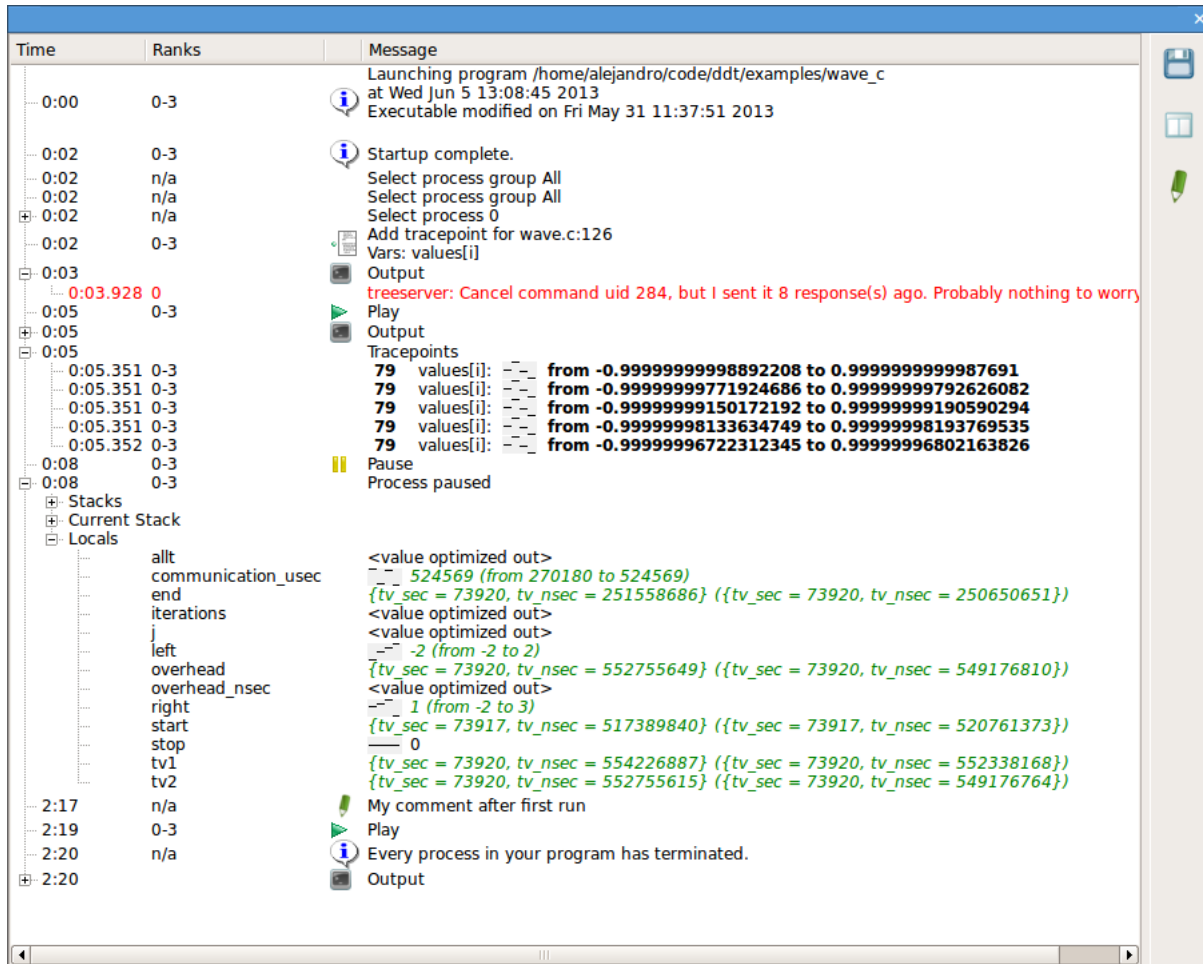 Time Ranks Message
Launching program /home/alejandro/code/ddt/examples/wave_c
0:00 0-3 at Wed Jun 5 13:08:45 2013
Executable modified on Fri May 31 11:37:51 2013
0:02 0-3 Startup complete.
0:02 n/a Select process group All
0:02 n/a Select process group All
0:02 n/a Select process 0
0:02 0-3 Add tracepoint for wave.c:126
Vars: values[i]
0:03 Output
0:03.928 0 treeserver: Cancel command uid 284, but I sent it 8 response(s) ago. Probably nothing to worry
0:05 0-3 Play
0:05 Output
0:05 Tracepoints
0:05.351 0-3 79 values[i]: from -0.99999999998892208 to 0.9999999999987691
0:05.351 0-3 79 values[i]: from -0.99999999771924686 to 0.99999999792626082
0:05.351 0-3 79 values[i]: from -0.99999999150172192 to 0.99999999190590294
0:05.351 0-3 79 values[i]: from -0.99999998133634749 to 0.99999998193769535
0:05.352 0-3 79 values[i]: from -0.99999996722312345 to 0.99999996802163826
0:08 0-3 Pause
0:08 0-3 Process paused
Stacks
Current Stack
Locals
allt <value optimized out>
communication_usec 524569 (from 270180 to 524569)
end {tv_sec = 73920, tv_nsec = 251558686} ({tv_sec = 73920, tv_nsec = 250650651})
iterations <value optimized out>
j <value optimized out>
left -2 (from -2 to 2)
overhead {tv_sec = 73920, tv_nsec = 552755649} ({tv_sec = 73920, tv_nsec = 549176810})
overhead_nsec <value optimized out>
right 1 (from -2 to 3)
start {tv_sec = 73917, tv_nsec = 517389840} ({tv_sec = 73917, tv_nsec = 520761373})
stop 0
tv1 {tv_sec = 73920, tv_nsec = 554226887} ({tv_sec = 73920, tv_nsec = 552338168})
tv2 {tv_sec = 73920, tv_nsec = 552755615} ({tv_sec = 73920, tv_nsec = 549176764})
2:17 n/a My comment after first run
2:19 0-3 Play
2:20 n/a Every process in your program has terminated.
2:20 Output